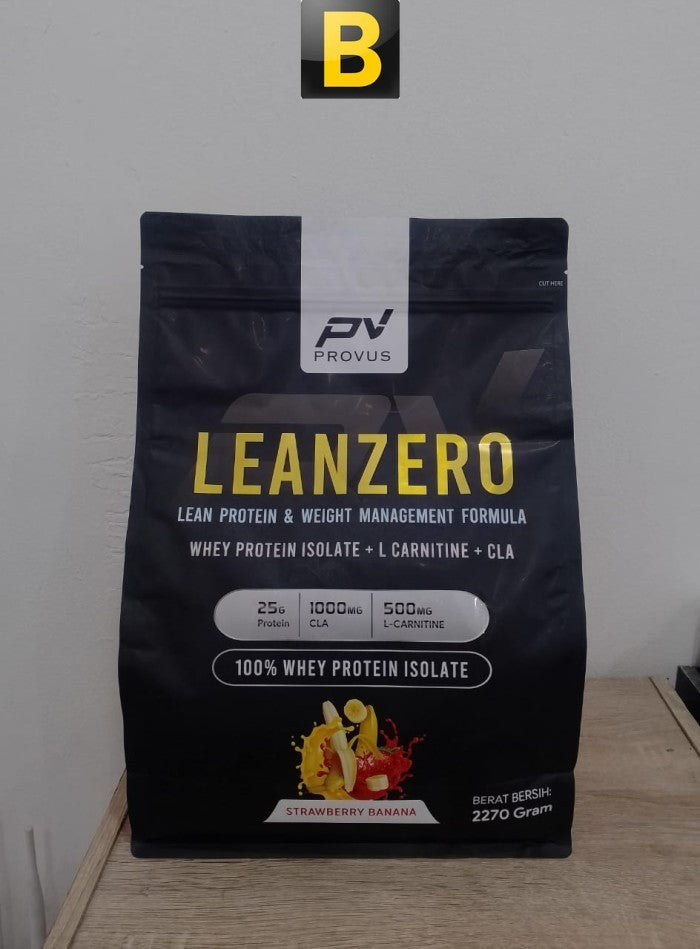 B
CUT HERE
PV
PROVUS
LEANZERO
LEAN PROTEIN & WEIGHT MANAGEMENT FORMULA
WHEY PROTEIN ISOLATE + L CARNITINE + CLA
25G 1000MG 500MG
Protein CLA L-CARNITINE
100% WHEY PROTEIN ISOLATE
STRAWBERRY BANANA
BERAT BERSIH:
2270 Gram